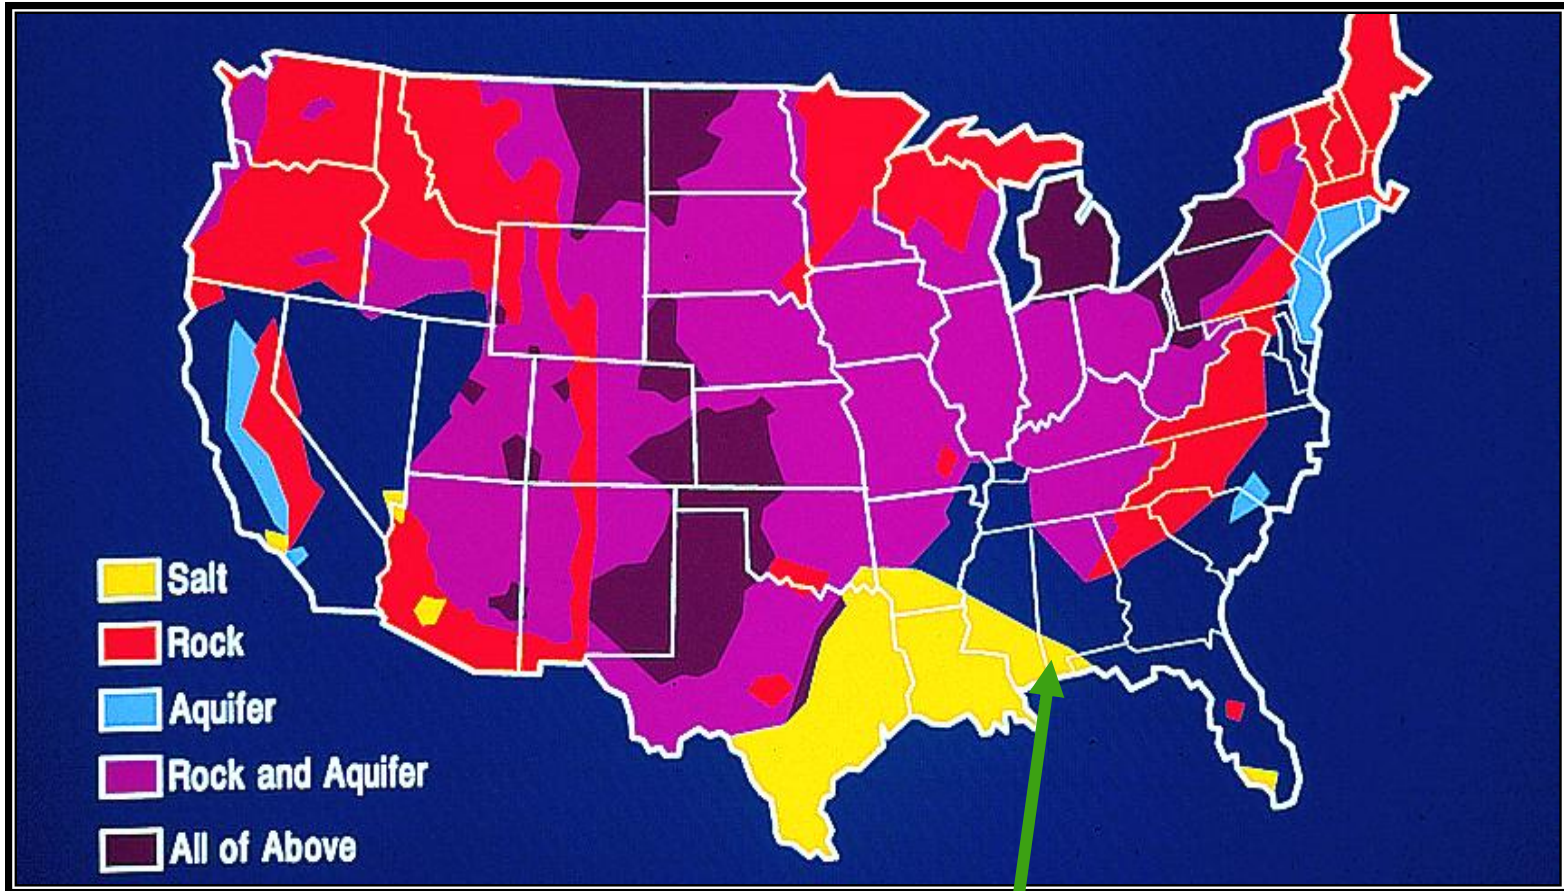 Salt
Rock
Aquifer
Rock and Aquifer
All of Above